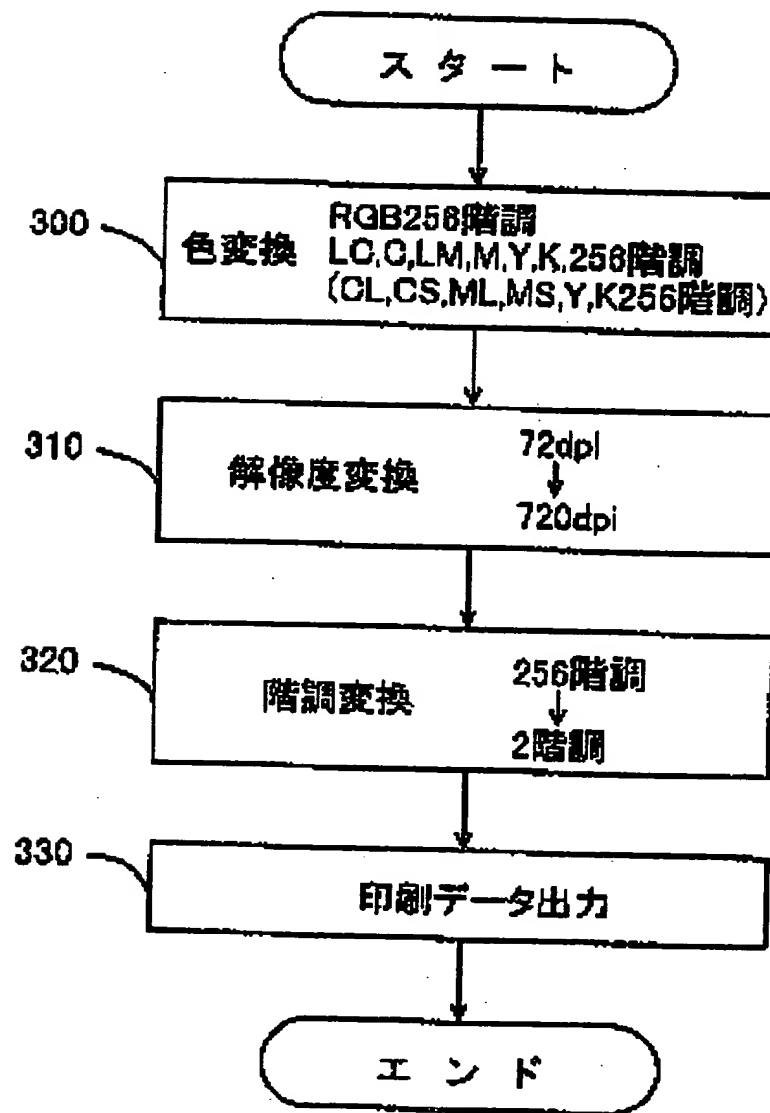 スタート
300
色変換
RGB256階調
LC,C,LM,M,Y,K,256階調
(CL,CS,ML,MS,Y,K256階調)
310
解像度変換
72dpi
720dpi
320
階調変換
256階調
2階調
330
印刷データ出力
エンド